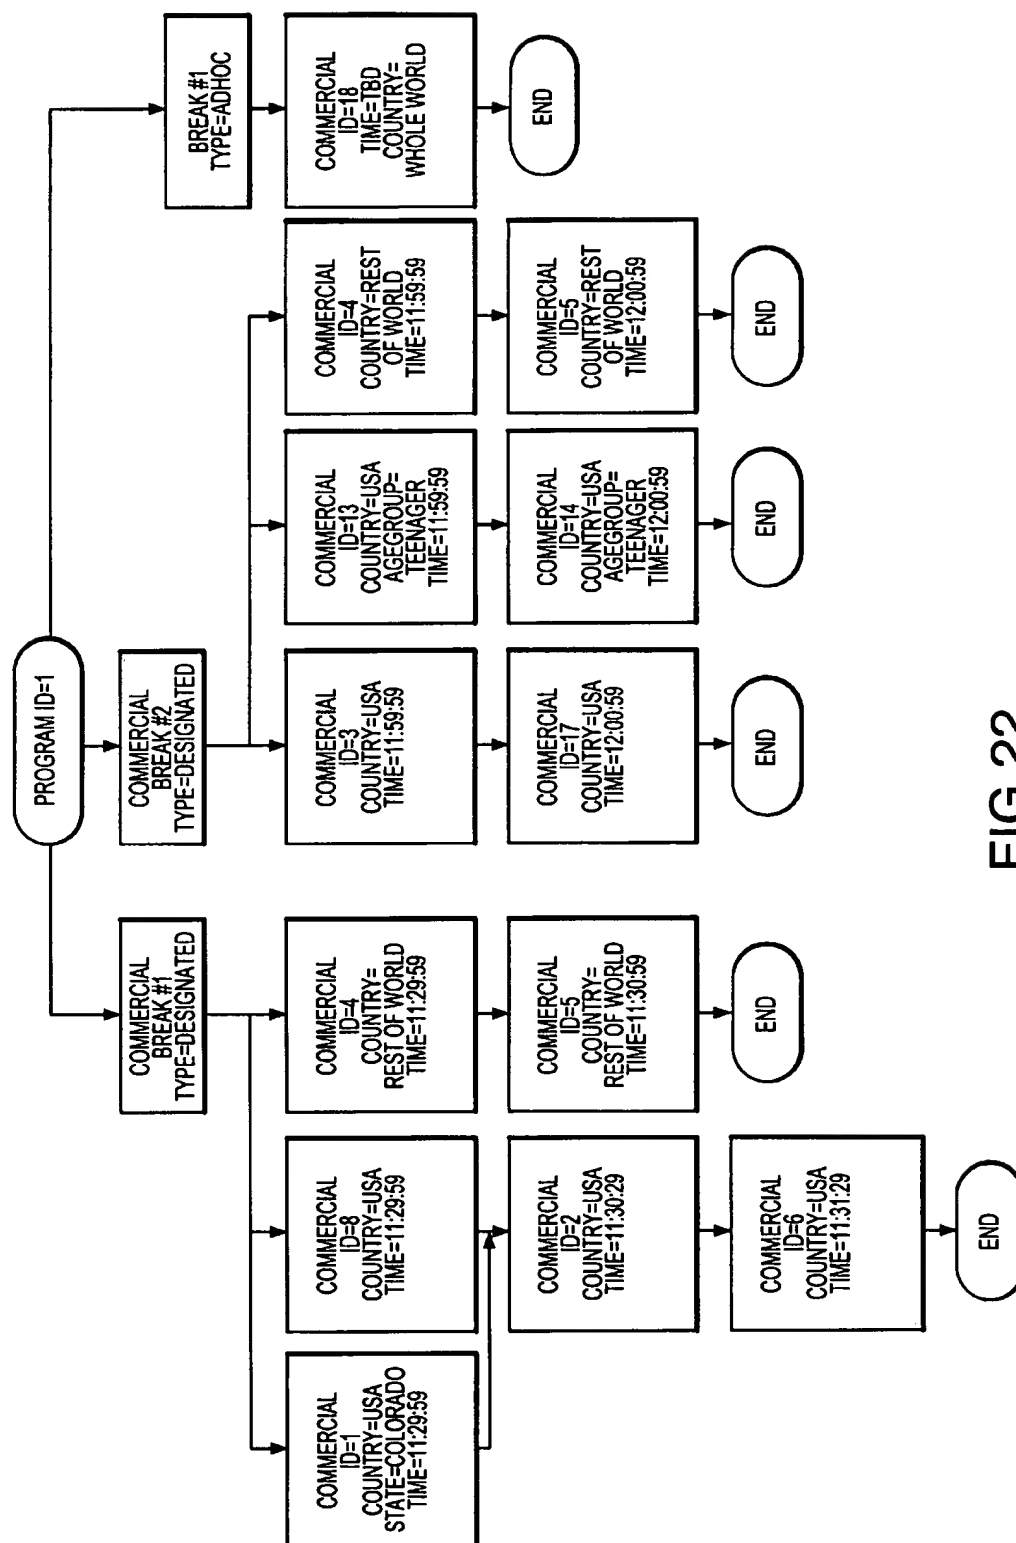 PROGRAM ID=1
COMMERCIAL
BREAK #1
TYPE=DESIGNATED
COMMERCIAL
BREAK #2
TYPE=DESIGNATED
BREAK #1
TYPE=ADHOC
COMMERCIAL
ID=1
COUNTRY=USA
STATE=COLORADO
TIME=11:29:59
COMMERCIAL
ID=8
COUNTRY=USA
TIME=11:29:59
COMMERCIAL
ID=4
COUNTRY=
REST OF WORLD
TIME=11:29:59
COMMERCIAL
ID=3
COUNTRY=USA
TIME=11:59:59
COMMERCIAL
ID=13
COUNTRY=USA
AGEGROUP=
TEENAGER
TIME=11:59:59
COMMERCIAL
ID=4
COUNTRY=REST
OF WORLD
TIME=11:59:59
COMMERCIAL
ID=18
TIME=TBD
COUNTRY=
WHOLE WORLD
COMMERCIAL
ID=2
COUNTRY=USA
TIME=11:30:29
COMMERCIAL
ID=5
COUNTRY=
REST OF WORLD
TIME=11:30:59
COMMERCIAL
ID=17
COUNTRY=USA
TIME=12:00:59
COMMERCIAL
ID=14
COUNTRY=USA
AGEGROUP=
TEENAGER
TIME=12:00:59
COMMERCIAL
ID=5
COUNTRY=REST
OF WORLD
TIME=12:00:59
END
COMMERCIAL
ID=6
COUNTRY=USA
TIME=11:31:29
END
END
END
END
END
FIG.22